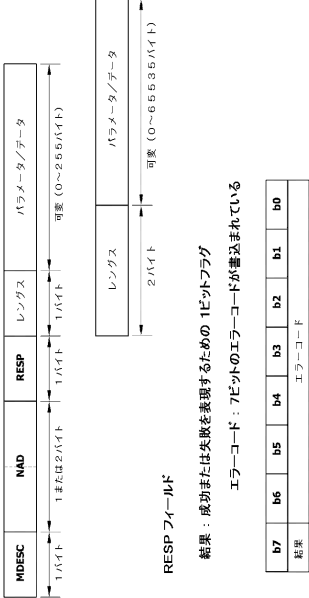 MDESC NAD RESP レングス パラメータ/データ
1バイト 1または2バイト 1バイト 1バイト 可変(0～255バイト)
レングス パラメータ/データ
2バイト 可変(0～65535バイト)
RESP フィールド
結果:成功または失敗を表現するための 1ビットフラグ
エラーコード:7ビットのエラーコードが書込まれている
b7 b6 b5 b4 b3 b2 b1 b0
結果 エラーコード